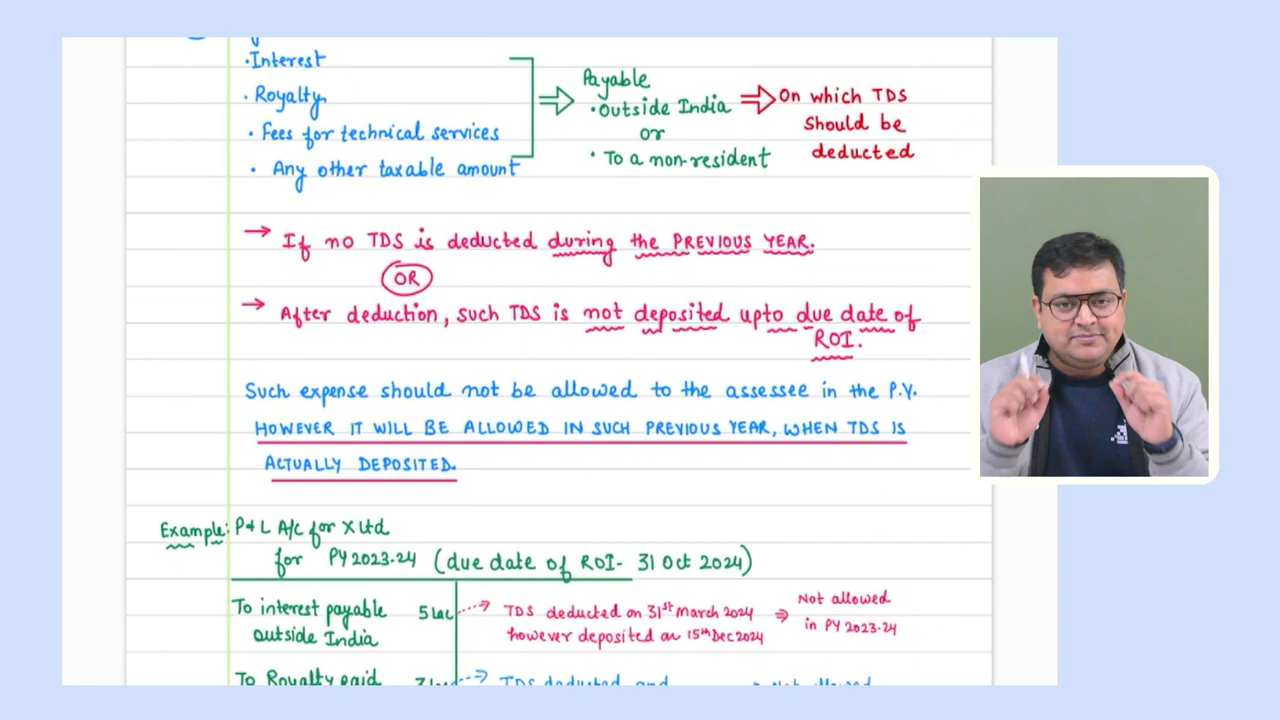 ·Interest
· Royalty
· Fees for technical services
· Any other taxable amount
Payable
·Outside India
or
· To a non-resident
On which TDS
Should be
deducted
→ If no TDS is deducted during the PREVIOUS YEAR.
OR
→ After deduction, such TDS is not deposited upto due date of
ROI.
Such expense should not be allowed to the assessee in the P.Y.
HOWEVER IT WILL BE ALLOWED IN SUCH PREVIOUS YEAR, WHEN TDS IS
ACTUALLY DEPOSITED.
Example: P&L A/C for X Ltd
for PY 2023-24 (due date of ROI- 31 Oct 2024)
To interest payable 5 Lac
outside India
TDS deducted on 31st March 2024
however deposited on 15th Dec 2024
⇒ Not allowed
in PY 2023-24
To Royalty paid
TDS deducted and
Not allowed